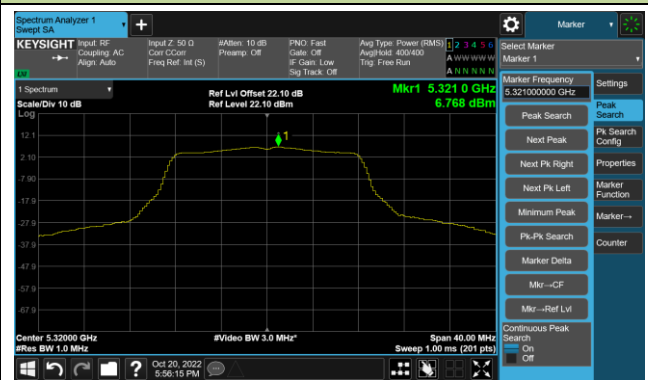 Spectrum Analyzer 1
Swept SA
Marker
KEYSIGHT
Input: RF
Coupling: AC
Align: Auto
Input Z: 50 Ω
Corr CCorr
Freq Ref: Int (S)
#Atten: 10 dB
Preamp: Off
PNO: Fast
Gate: Off
IF Gain: Low
Sig Track: Off
Avg Type: Power (RMS)
Avg|Hold: 400/400
Trig: Free Run
1 2 3 4 5 6
A W W W W W
A N N N N N
LXI
Select Marker
Marker 1
1 Spectrum
Scale/Div 10 dB
Log
Ref Lvl Offset 22.10 dB
Ref Level 22.10 dBm
Mkr1 5.321 0 GHz
6.768 dBm
1
12.1
2.10
-7.90
-17.9
-27.9
-37.9
-47.9
-57.9
-67.9
Center 5.32000 GHz
#Res BW 1.0 MHz
#Video BW 3.0 MHz*
Span 40.00 MHz
Sweep 1.00 ms (201 pts)
Marker Frequency
5.321000000 GHz
Peak Search
Next Peak
Next Pk Right
Next Pk Left
Minimum Peak
Pk-Pk Search
Marker Delta
Mkr→CF
Mkr→Ref Lvl
Continuous Peak
Search
On
Off
Settings
Peak
Search
Pk Search
Config
Properties
Marker
Function
Marker→
Counter
?
Oct 20, 2022
5:56:15 PM